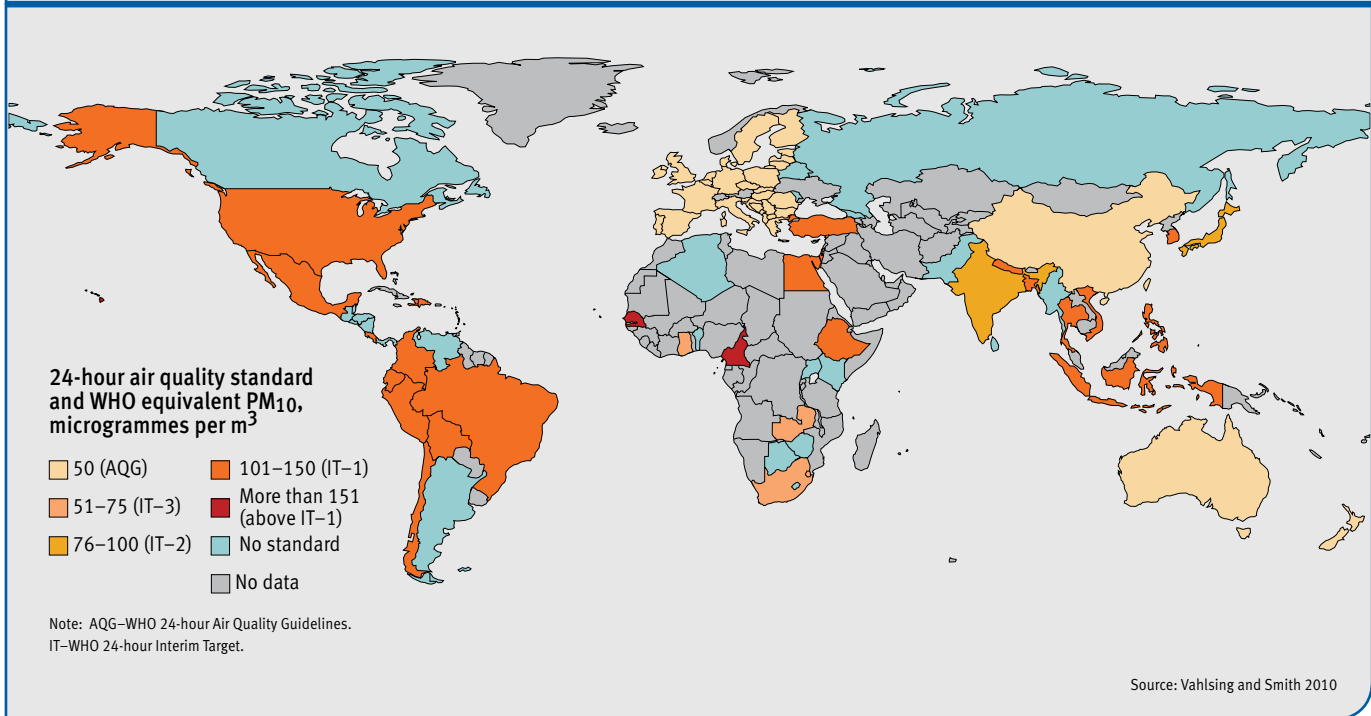 24-hour air quality standard
and WHO equivalent PM₁₀,
microgrammes per m³
50 (AQG)
51–75 (IT–3)
76–100 (IT–2)
101–150 (IT–1)
More than 151
(above IT–1)
No standard
No data
Note: AQG–WHO 24-hour Air Quality Guidelines.
IT–WHO 24-hour Interim Target.
Source: Vahlsing and Smith 2010